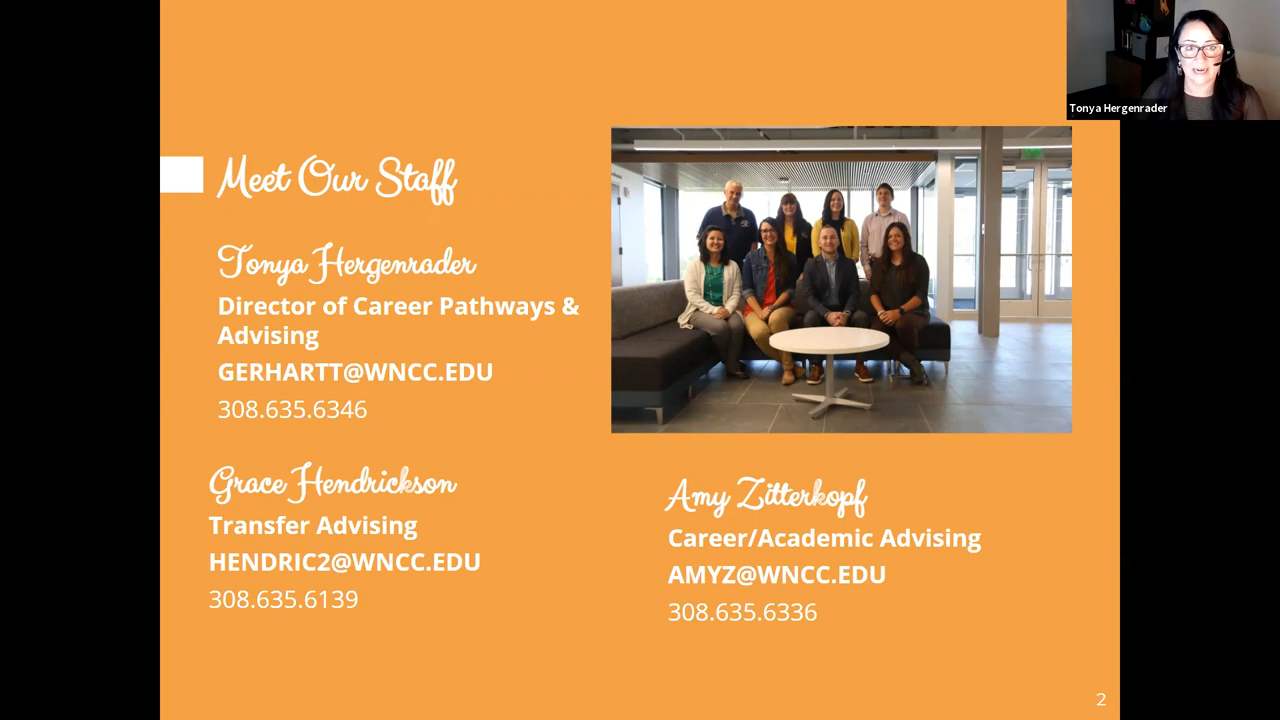 Tonya Hergenrader
Meet Our Staff
Tonya Hergenrader
Director of Career Pathways &
Advising
GERHARTT@WNCC.EDU
308.635.6346
Grace Hendrickson
Transfer Advising
HENDRIC2@WNCC.EDU
308.635.6139
Amy Zitterkopf
Career/Academic Advising
AMYZ@WNCC.EDU
308.635.6336
2